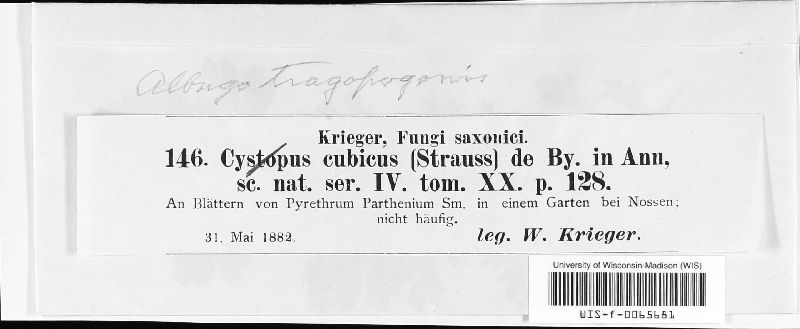 Albugo tragopogonis
Krieger, Fungi saxonici.
146. Cystopus cubicus (Strauss) de By. in Ann,
sc. nat. ser. IV. tom. XX. p. 128.
An Blättern von Pyrethrum Parthenium Sm. in einem Garten bei Nossen;
nicht häufig.
31. Mai 1882. leg. W. Krieger.
University of Wisconsin-Madison (WIS)
WIS-f-0065681